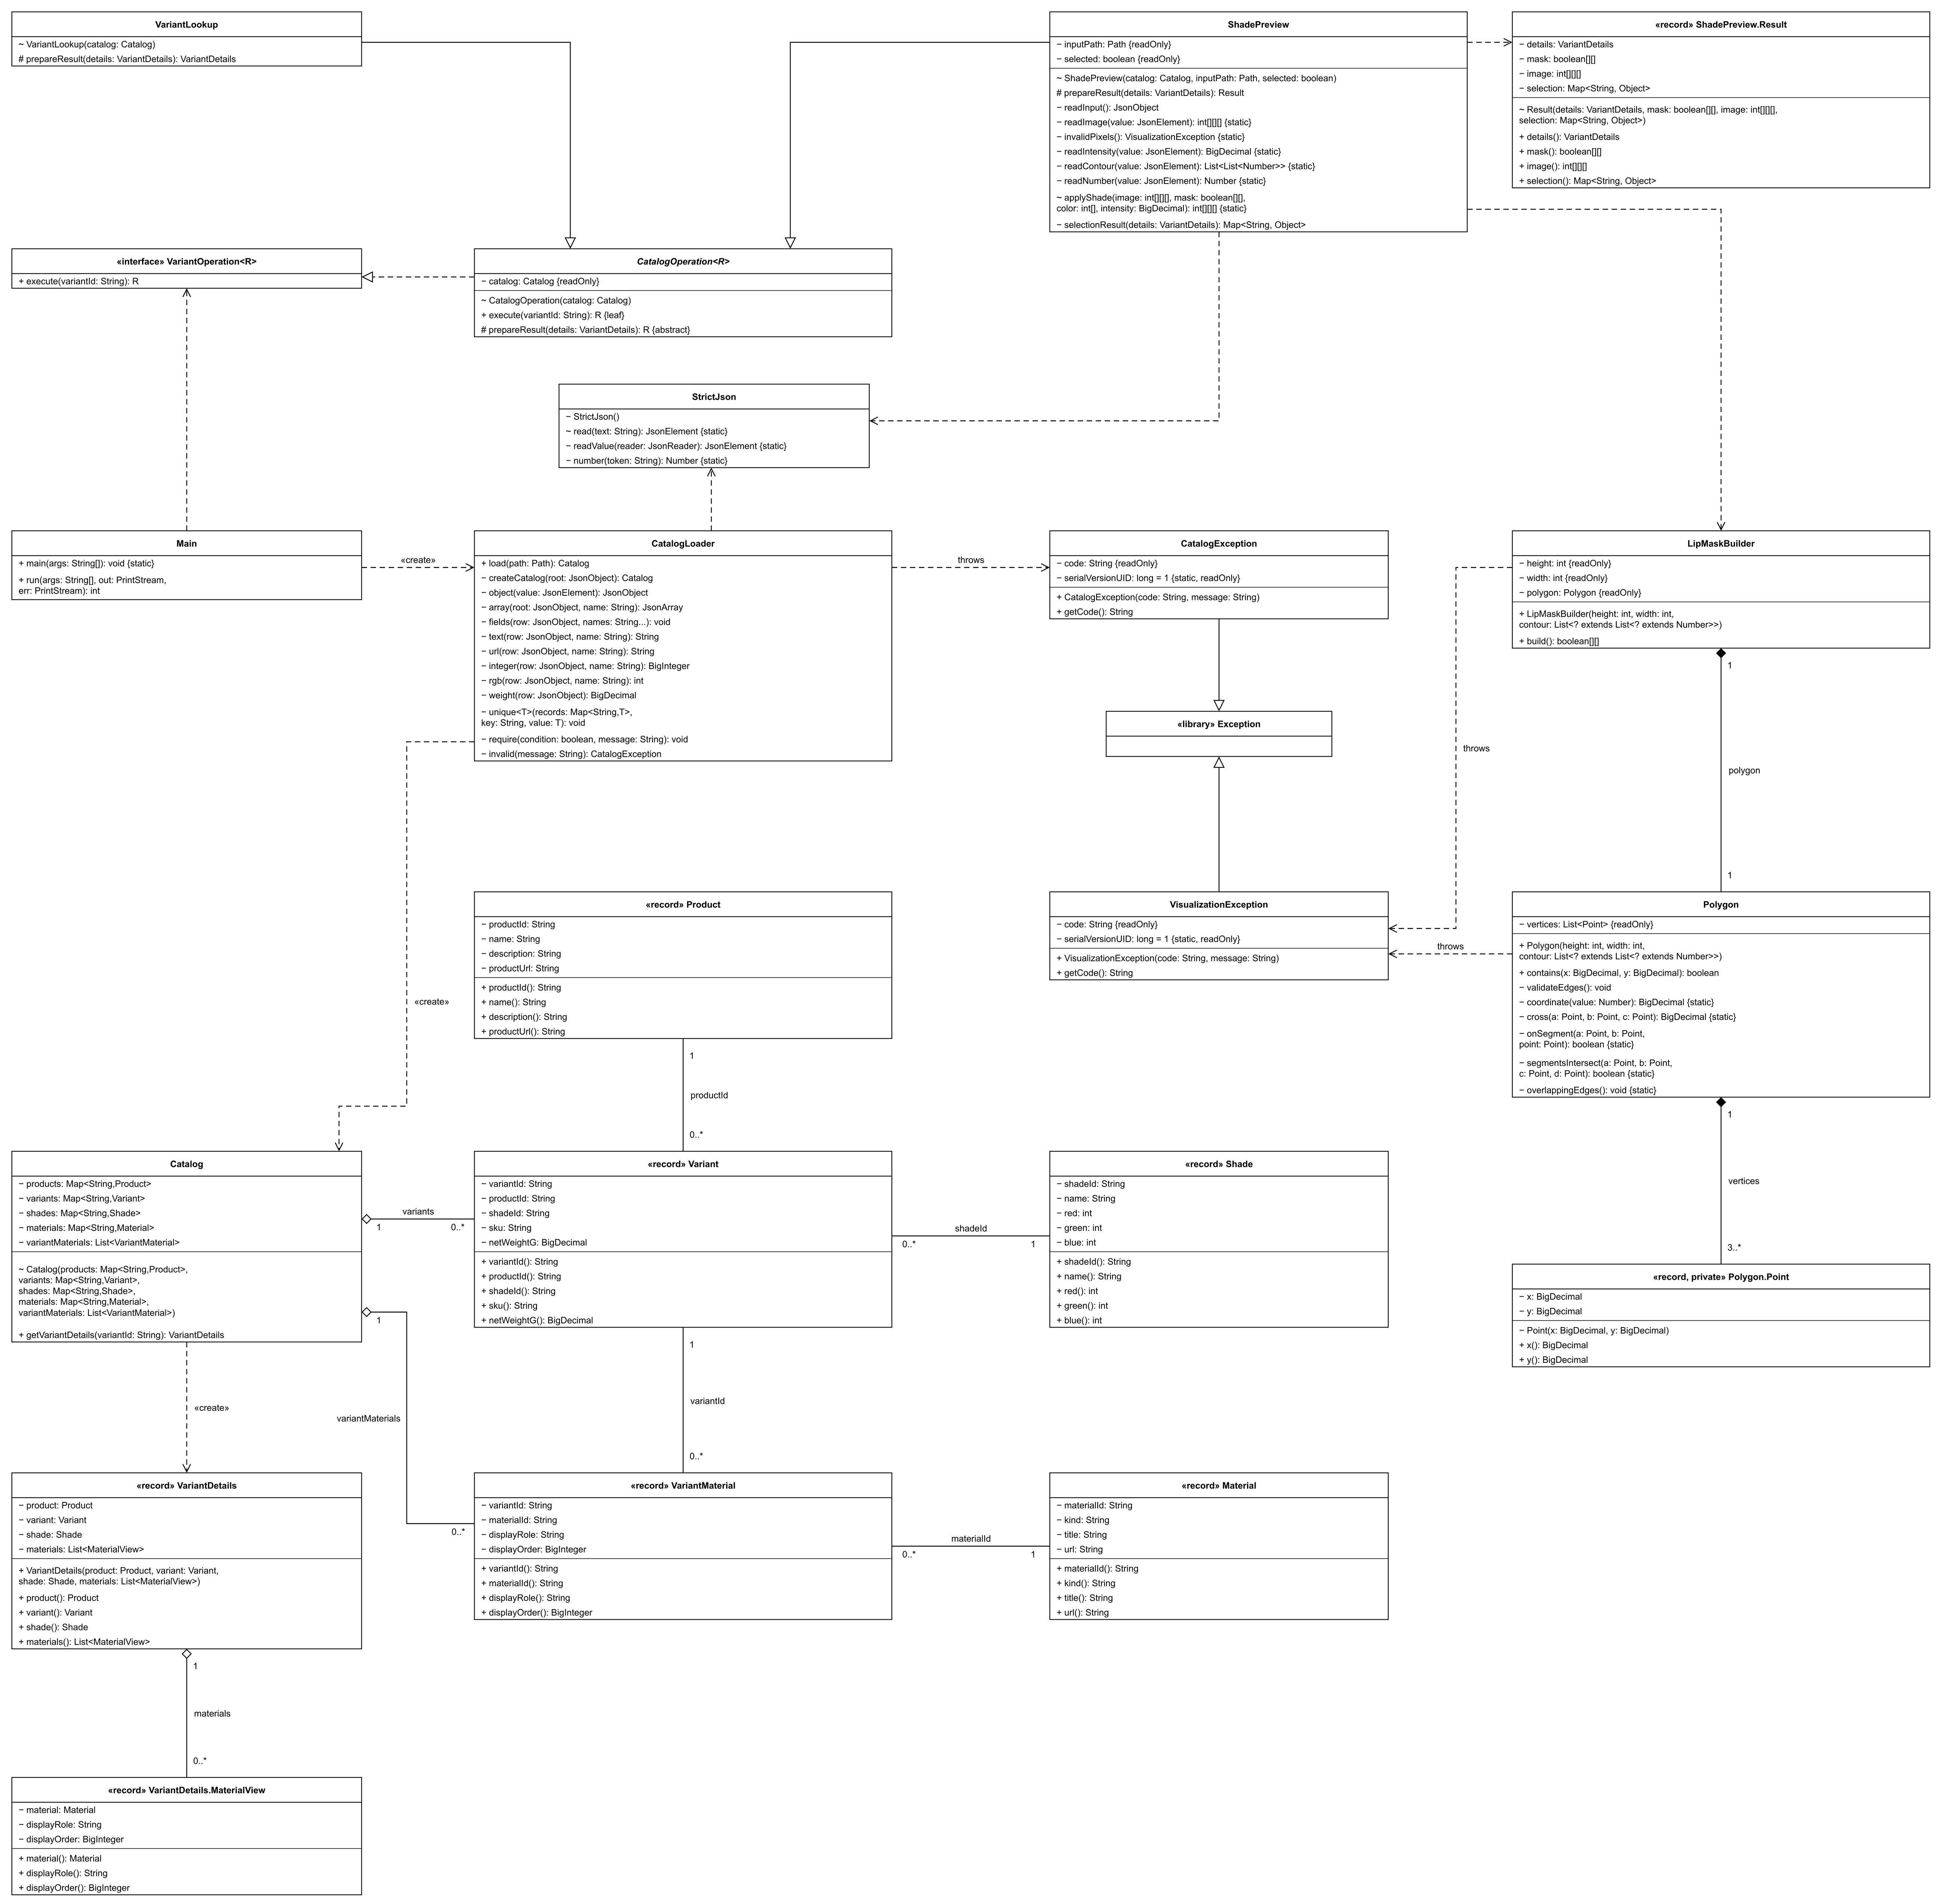 VariantLookup
~ VariantLookup(catalog: Catalog)
# prepareResult(details: VariantDetails): VariantDetails
ShadePreview
− inputPath: Path {readOnly}
− selected: boolean {readOnly}
~ ShadePreview(catalog: Catalog, inputPath: Path, selected: boolean)
# prepareResult(details: VariantDetails): Result
− readInput(): JsonObject
− readImage(value: JsonElement): int[][][] {static}
− invalidPixels(): VisualizationException {static}
− readIntensity(value: JsonElement): BigDecimal {static}
− readContour(value: JsonElement): List<List<Number>> {static}
− readNumber(value: JsonElement): Number {static}
~ applyShade(image: int[][][], mask: boolean[][],
color: int[], intensity: BigDecimal): int[][][] {static}
− selectionResult(details: VariantDetails): Map<String, Object>
«record» ShadePreview.Result
− details: VariantDetails
− mask: boolean[][]
− image: int[][][]
− selection: Map<String, Object>
~ Result(details: VariantDetails, mask: boolean[][], image: int[][][],
selection: Map<String, Object>)
+ details(): VariantDetails
+ mask(): boolean[][]
+ image(): int[][][]
+ selection(): Map<String, Object>
«interface» VariantOperation<R>
+ execute(variantId: String): R
CatalogOperation<R>
− catalog: Catalog {readOnly}
~ CatalogOperation(catalog: Catalog)
+ execute(variantId: String): R {leaf}
# prepareResult(details: VariantDetails): R {abstract}
StrictJson
− StrictJson()
~ read(text: String): JsonElement {static}
− readValue(reader: JsonReader): JsonElement {static}
− number(token: String): Number {static}
Main
+ main(args: String[]): void {static}
+ run(args: String[], out: PrintStream,
err: PrintStream): int
«create»
CatalogLoader
+ load(path: Path): Catalog
− createCatalog(root: JsonObject): Catalog
− object(value: JsonElement): JsonObject
− array(root: JsonObject, name: String): JsonArray
− fields(row: JsonObject, names: String...): void
− text(row: JsonObject, name: String): String
− url(row: JsonObject, name: String): String
− integer(row: JsonObject, name: String): BigInteger
− rgb(row: JsonObject, name: String): int
− weight(row: JsonObject): BigDecimal
− unique<T>(records: Map<String,T>,
key: String, value: T): void
− require(condition: boolean, message: String): void
− invalid(message: String): CatalogException
throws
CatalogException
− code: String {readOnly}
− serialVersionUID: long = 1 {static, readOnly}
+ CatalogException(code: String, message: String)
+ getCode(): String
LipMaskBuilder
− height: int {readOnly}
− width: int {readOnly}
− polygon: Polygon {readOnly}
+ LipMaskBuilder(height: int, width: int,
contour: List<? extends List<? extends Number>>)
+ build(): boolean[][]
1
«library» Exception
throws
polygon
1
«record» Product
− productId: String
− name: String
− description: String
− productUrl: String
+ productId(): String
+ name(): String
+ description(): String
+ productUrl(): String
VisualizationException
− code: String {readOnly}
− serialVersionUID: long = 1 {static, readOnly}
+ VisualizationException(code: String, message: String)
+ getCode(): String
throws
Polygon
− vertices: List<Point> {readOnly}
+ Polygon(height: int, width: int,
contour: List<? extends List<? extends Number>>)
+ contains(x: BigDecimal, y: BigDecimal): boolean
− validateEdges(): void
− coordinate(value: Number): BigDecimal {static}
− cross(a: Point, b: Point, c: Point): BigDecimal {static}
− onSegment(a: Point, b: Point,
point: Point): boolean {static}
− segmentsIntersect(a: Point, b: Point,
c: Point, d: Point): boolean {static}
− overlappingEdges(): void {static}
«create»
1
productId
0..*
1
vertices
3..*
Catalog
− products: Map<String,Product>
− variants: Map<String,Variant>
− shades: Map<String,Shade>
− materials: Map<String,Material>
− variantMaterials: List<VariantMaterial>
~ Catalog(products: Map<String,Product>,
variants: Map<String,Variant>,
shades: Map<String,Shade>,
materials: Map<String,Material>,
variantMaterials: List<VariantMaterial>)
+ getVariantDetails(variantId: String): VariantDetails
variants
1
0..*
1
«record» Variant
− variantId: String
− productId: String
− shadeId: String
− sku: String
− netWeightG: BigDecimal
+ variantId(): String
+ productId(): String
+ shadeId(): String
+ sku(): String
+ netWeightG(): BigDecimal
shadeId
0..*
1
«record» Shade
− shadeId: String
− name: String
− red: int
− green: int
− blue: int
+ shadeId(): String
+ name(): String
+ red(): int
+ green(): int
+ blue(): int
«record, private» Polygon.Point
− x: BigDecimal
− y: BigDecimal
− Point(x: BigDecimal, y: BigDecimal)
+ x(): BigDecimal
+ y(): BigDecimal
«create»
variantMaterials
0..*
1
variantId
0..*
«record» VariantDetails
− product: Product
− variant: Variant
− shade: Shade
− materials: List<MaterialView>
+ VariantDetails(product: Product, variant: Variant,
shade: Shade, materials: List<MaterialView>)
+ product(): Product
+ variant(): Variant
+ shade(): Shade
+ materials(): List<MaterialView>
«record» VariantMaterial
− variantId: String
− materialId: String
− displayRole: String
− displayOrder: BigInteger
+ variantId(): String
+ materialId(): String
+ displayRole(): String
+ displayOrder(): BigInteger
materialId
0..*
1
«record» Material
− materialId: String
− kind: String
− title: String
− url: String
+ materialId(): String
+ kind(): String
+ title(): String
+ url(): String
1
materials
0..*
«record» VariantDetails.MaterialView
− material: Material
− displayRole: String
− displayOrder: BigInteger
+ material(): Material
+ displayRole(): String
+ displayOrder(): BigInteger